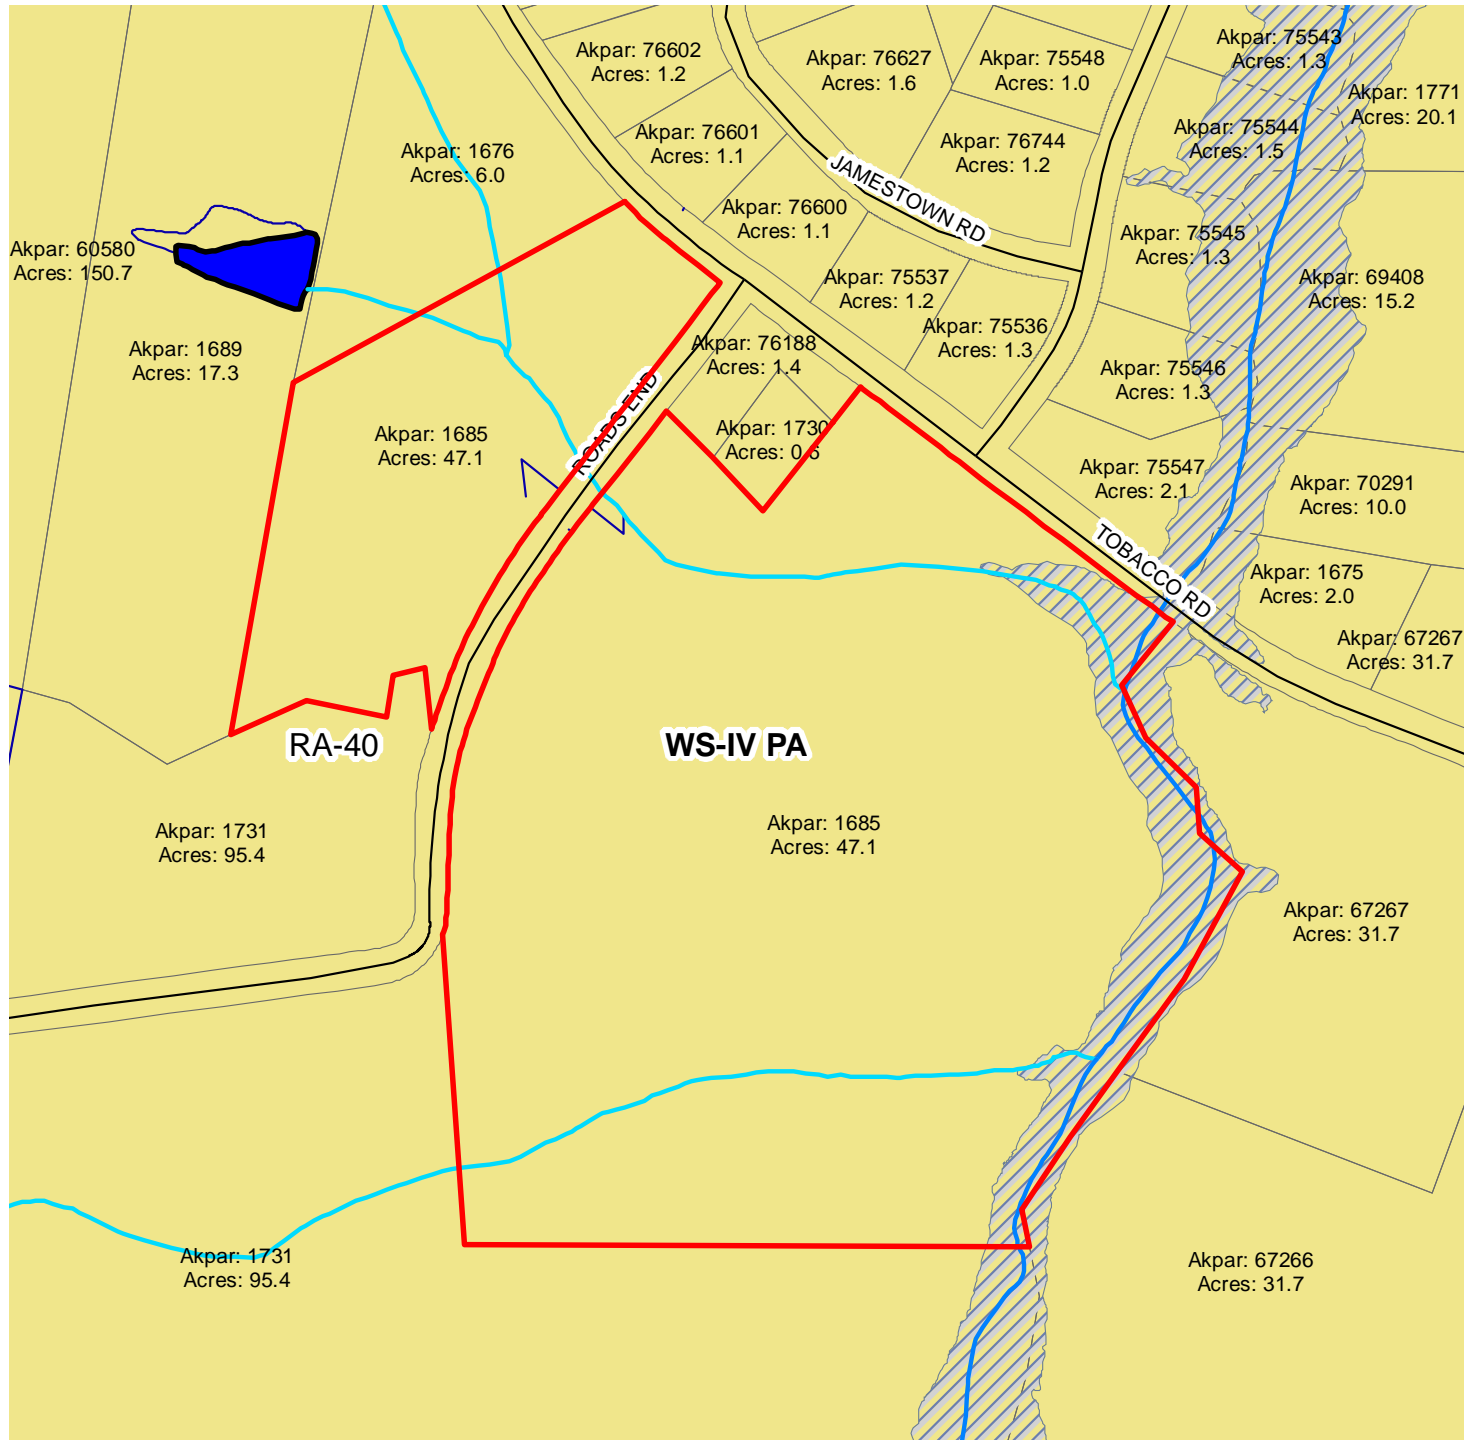 Akpar: 76602
Acres: 1.2
Akpar: 76627
Acres: 1.6
Akpar: 75548
Acres: 1.0
Akpar: 75543
Acres: 1.3
Akpar: 1771
Acres: 20.1
Akpar: 1676
Acres: 6.0
Akpar: 76601
Acres: 1.1
Akpar: 76744
Acres: 1.2
Akpar: 75544
Acres: 1.5
JAMESTOWN RD
Akpar: 60580
Acres: 150.7
Akpar: 76600
Acres: 1.1
Akpar: 75545
Acres: 1.3
Akpar: 75537
Acres: 1.2
Akpar: 69408
Acres: 15.2
Akpar: 1689
Acres: 17.3
Akpar: 76188
Acres: 1.4
Akpar: 75536
Acres: 1.3
Akpar: 75546
Acres: 1.3
ROADS END
Akpar: 1685
Acres: 47.1
Akpar: 1730
Acres: 0.6
Akpar: 75547
Acres: 2.1
Akpar: 70291
Acres: 10.0
TOBACCO RD
Akpar: 1675
Acres: 2.0
Akpar: 67267
Acres: 31.7
RA-40
WS-IV PA
Akpar: 1731
Acres: 95.4
Akpar: 1685
Acres: 47.1
Akpar: 67267
Acres: 31.7
Akpar: 1731
Acres: 95.4
Akpar: 67266
Acres: 31.7